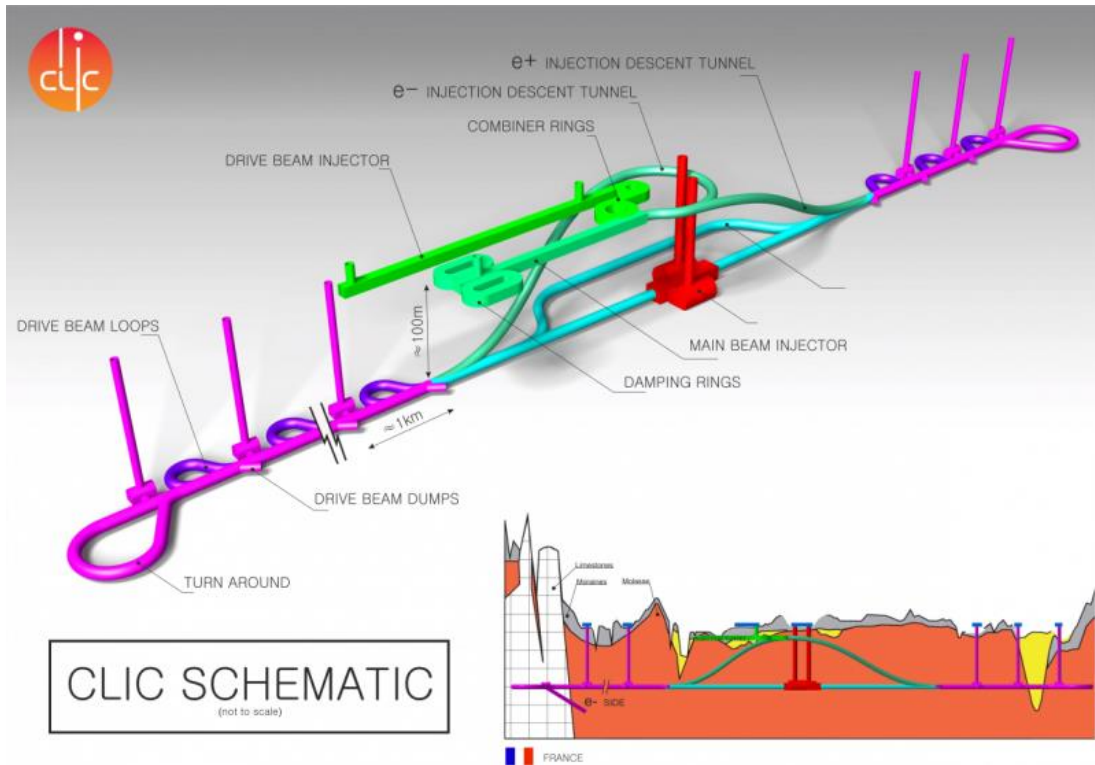 clic
e+ INJECTION DESCENT TUNNEL
e- INJECTION DESCENT TUNNEL
COMBINER RINGS
DRIVE BEAM INJECTOR
≈ 100m
DRIVE BEAM LOOPS
MAIN BEAM INJECTOR
DAMPING RINGS
≈ 1km
DRIVE BEAM DUMPS
TURN AROUND
CLIC SCHEMATIC
(not to scale)
Limestones
Moraines
Molasse
e- SIDE
FRANCE